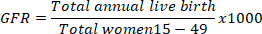 GFR = Total annual live birth / Total women15 − 49 x1000